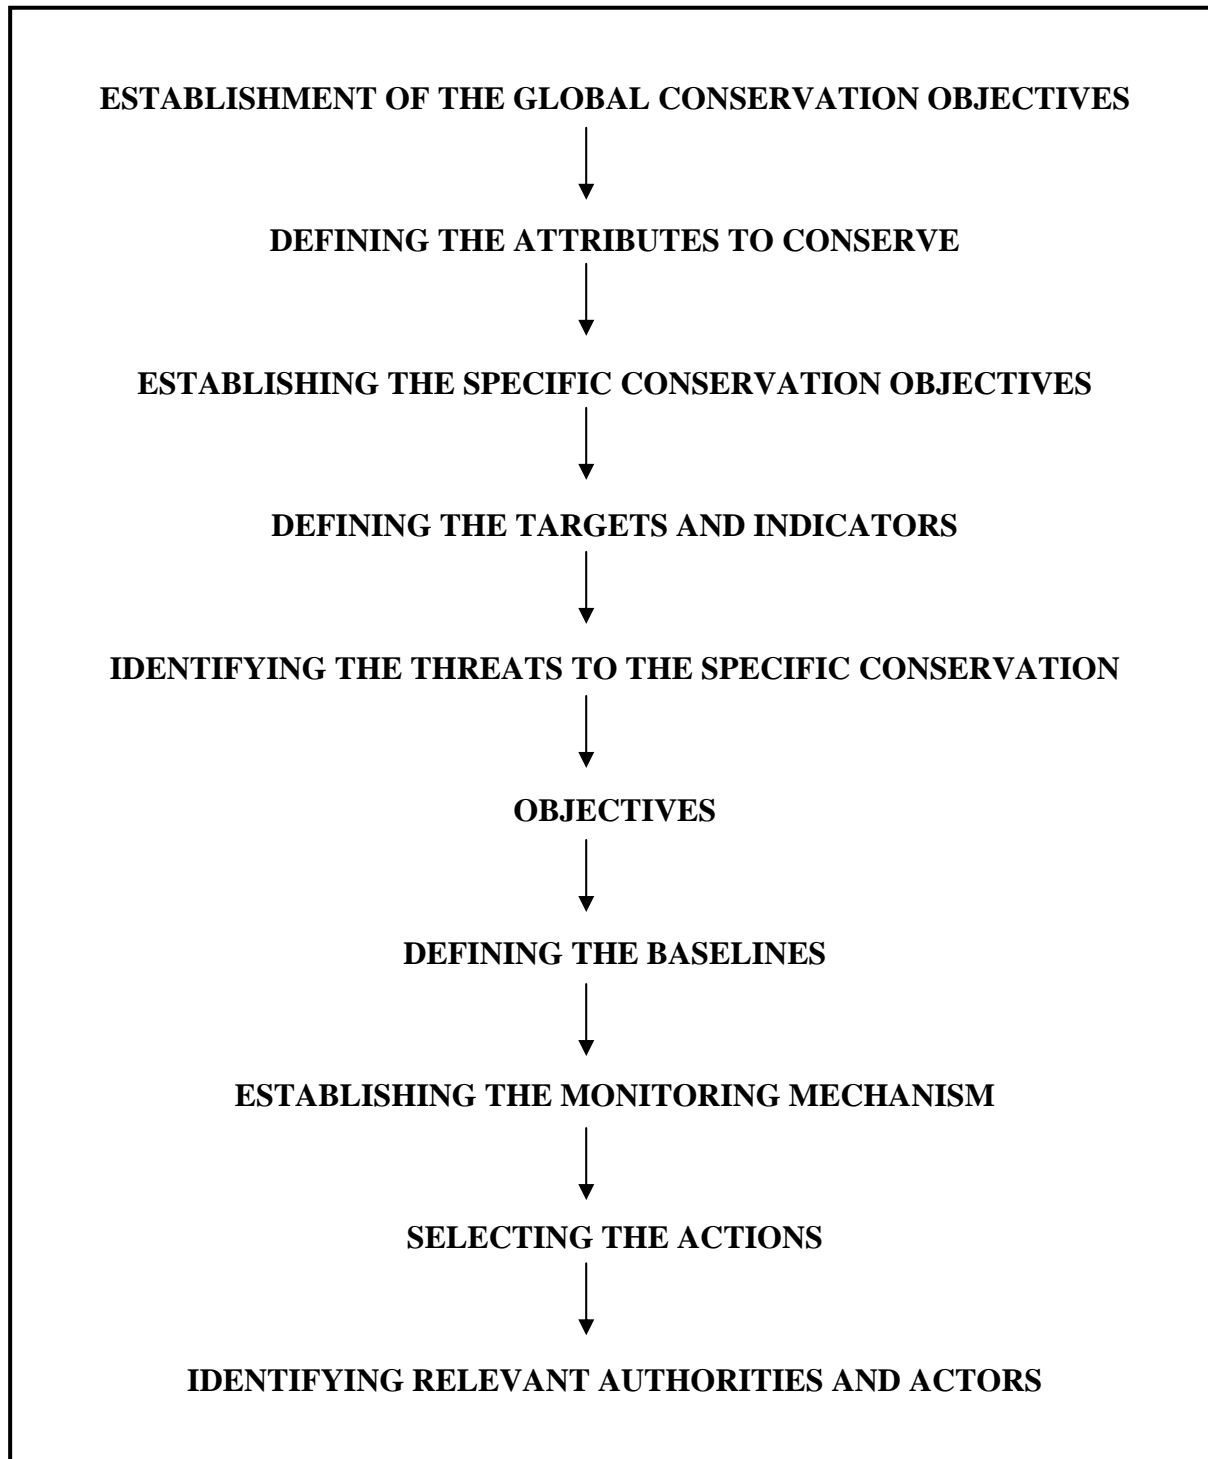 ESTABLISHMENT OF THE GLOBAL CONSERVATION OBJECTIVES
DEFINING THE ATTRIBUTES TO CONSERVE
ESTABLISHING THE SPECIFIC CONSERVATION OBJECTIVES
DEFINING THE TARGETS AND INDICATORS
IDENTIFYING THE THREATS TO THE SPECIFIC CONSERVATION
OBJECTIVES
DEFINING THE BASELINES
ESTABLISHING THE MONITORING MECHANISM
SELECTING THE ACTIONS
IDENTIFYING RELEVANT AUTHORITIES AND ACTORS